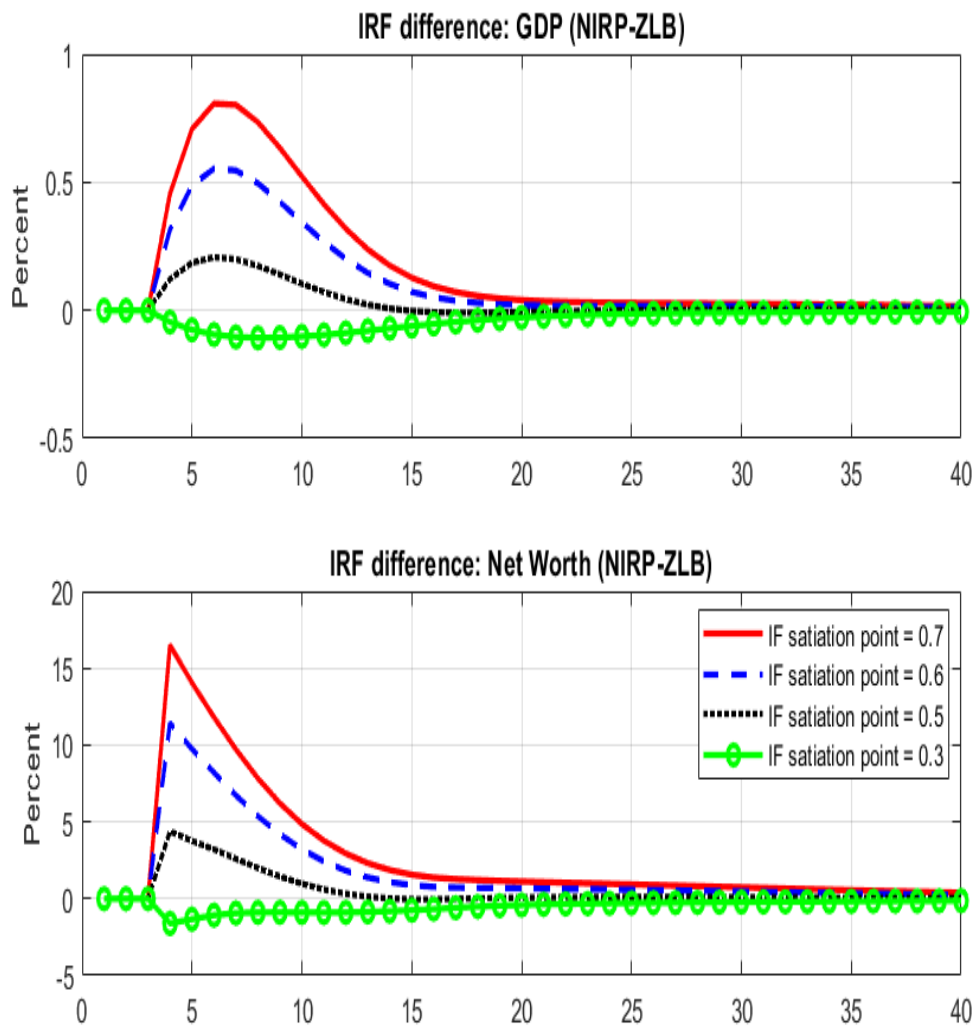 IRF difference: GDP (NIRP-ZLB)
1
0.5
0
-0.5
Percent
0 5 10 15 20 25 30 35 40
IRF difference: Net Worth (NIRP-ZLB)
20
15
10
5
0
-5
Percent
IF satiation point = 0.7
IF satiation point = 0.6
IF satiation point = 0.5
IF satiation point = 0.3
0 5 10 15 20 25 30 35 40